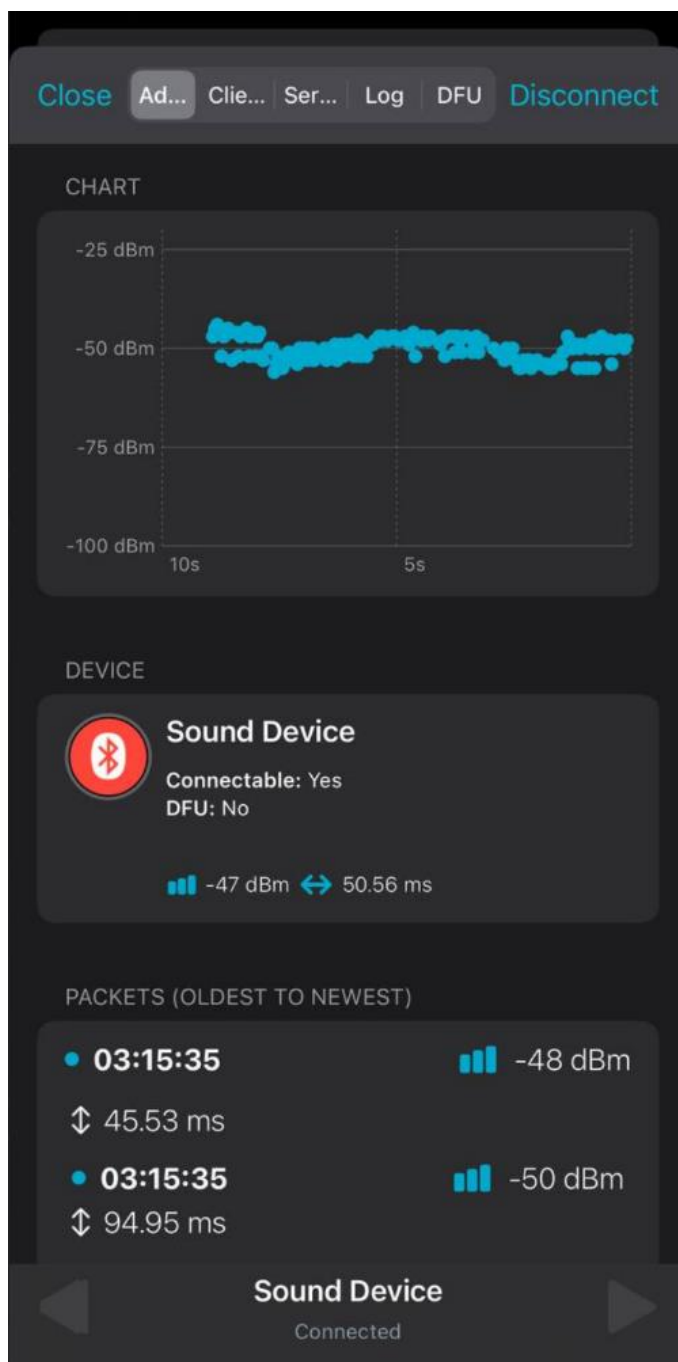 Close Ad... Clie... Ser... Log DFU Disconnect
CHART
-25 dBm
-50 dBm
-75 dBm
-100 dBm
10s 5s
DEVICE
Sound Device
Connectable: Yes
DFU: No
-47 dBm 50.56 ms
PACKETS (OLDEST TO NEWEST)
03:15:35 -48 dBm
45.53 ms
03:15:35 -50 dBm
94.95 ms
Sound Device
Connected